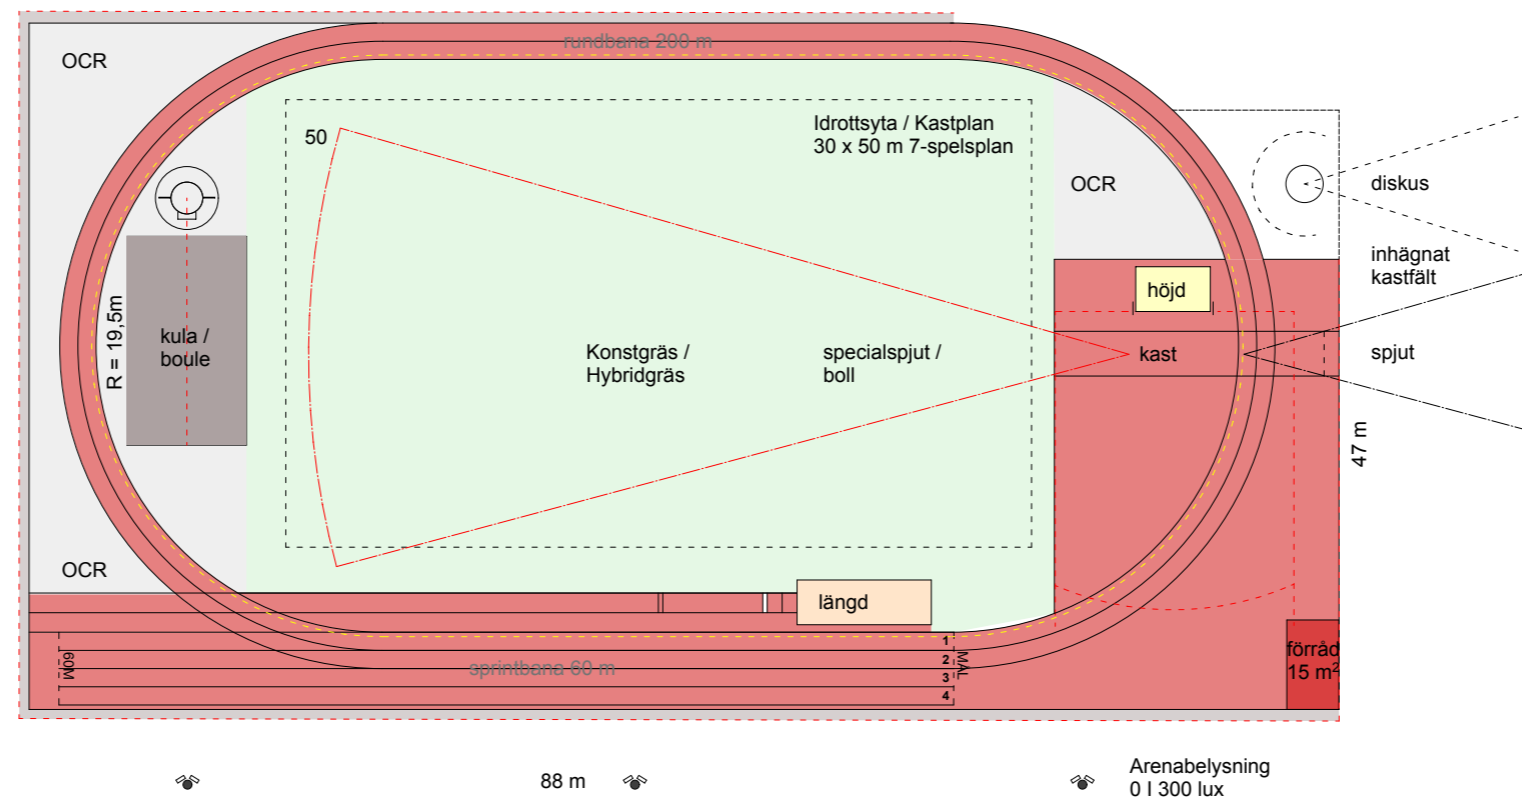 OCR
rundbana 200 m
50
Idrottsyta / Kastplan
30 x 50 m 7-spelsplan
OCR
diskus
inhägnat
kastfält
höjd
R = 19,5m
kula /
boule
Konstgräs /
Hybridgräs
specialspjut /
boll
kast
spjut
47 m
OCR
längd
60M
sprintbana 60 m
1
2
3
4
MÅL
förråd
15 m²
88 m
Arenabelysning
0 I 300 lux